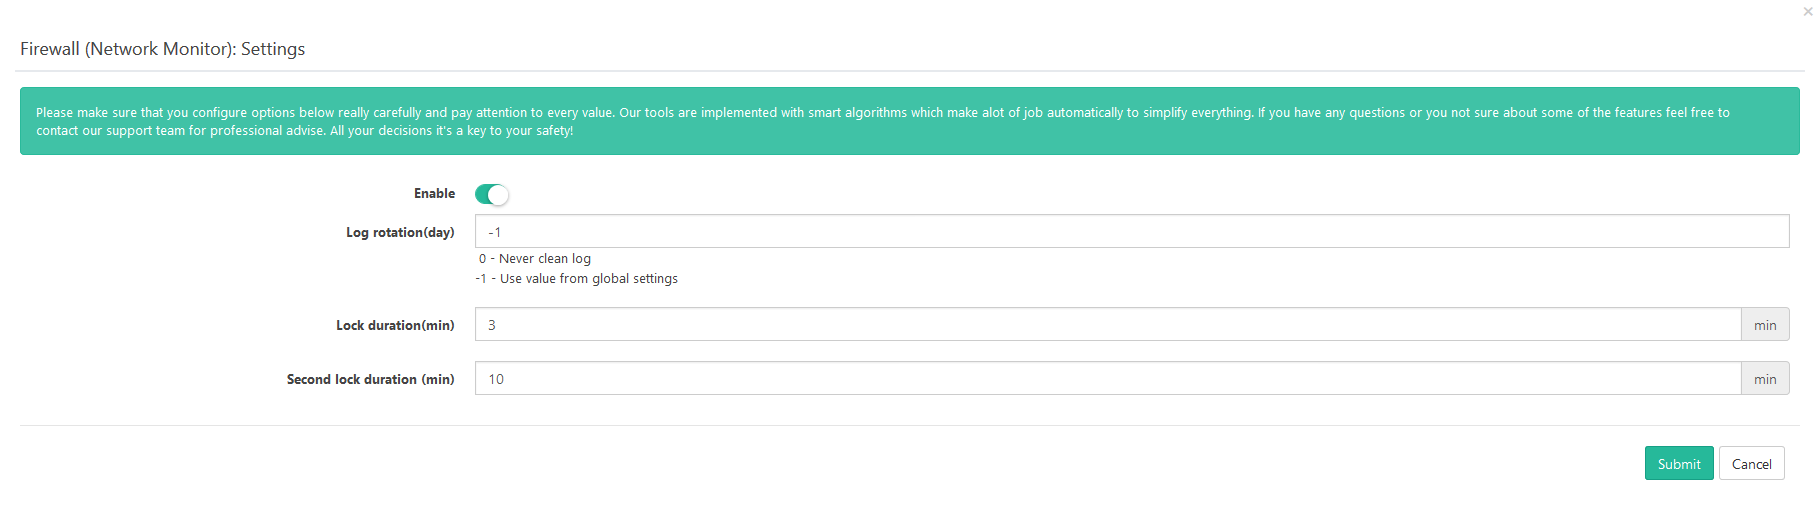 ×
Firewall (Network Monitor): Settings
Please make sure that you configure options below really carefully and pay attention to every value. Our tools are implemented with smart algorithms which make alot of job automatically to simplify everything. If you have any questions or you not sure about some of the features feel free to
contact our support team for professional advise. All your decisions it's a key to your safety!
Enable
Log rotation(day) -1
0 - Never clean log
-1 - Use value from global settings
Lock duration(min) 3 min
Second lock duration (min) 10 min
Submit Cancel